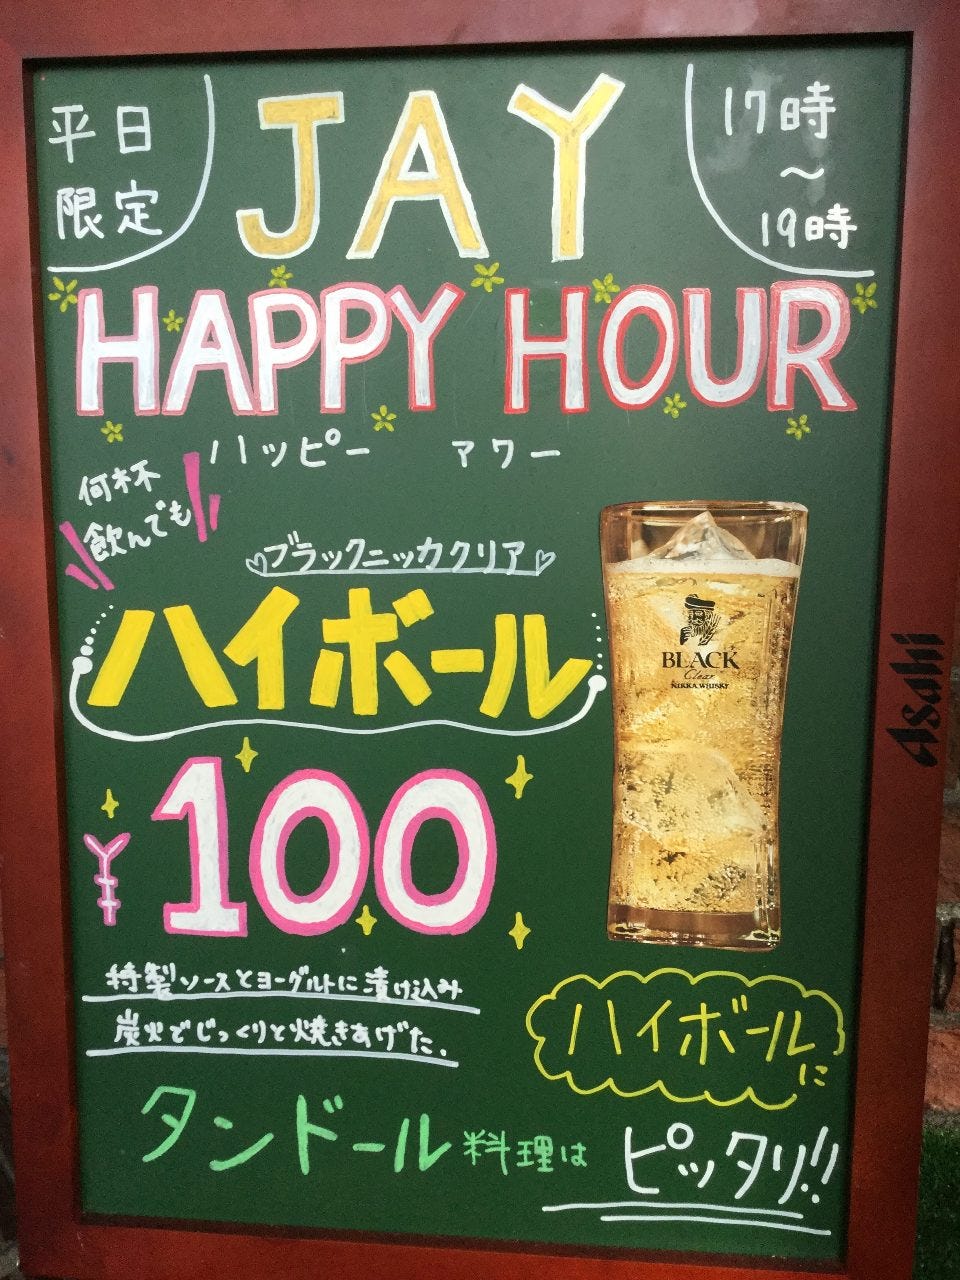 平日
限定
JAY
17時
～
19時
HAPPY HOUR
ハッピー アワー
何杯
飲んでも
ブラックニッカクリア
ハイボール
¥100
BLACK
Clear
NIKKA WHISKY
Asahi
特製ソースとヨーグルトに漬け込み
炭火でじっくりと焼きあげた、
タンドール料理は
ハイボールに
ピッタリ!!